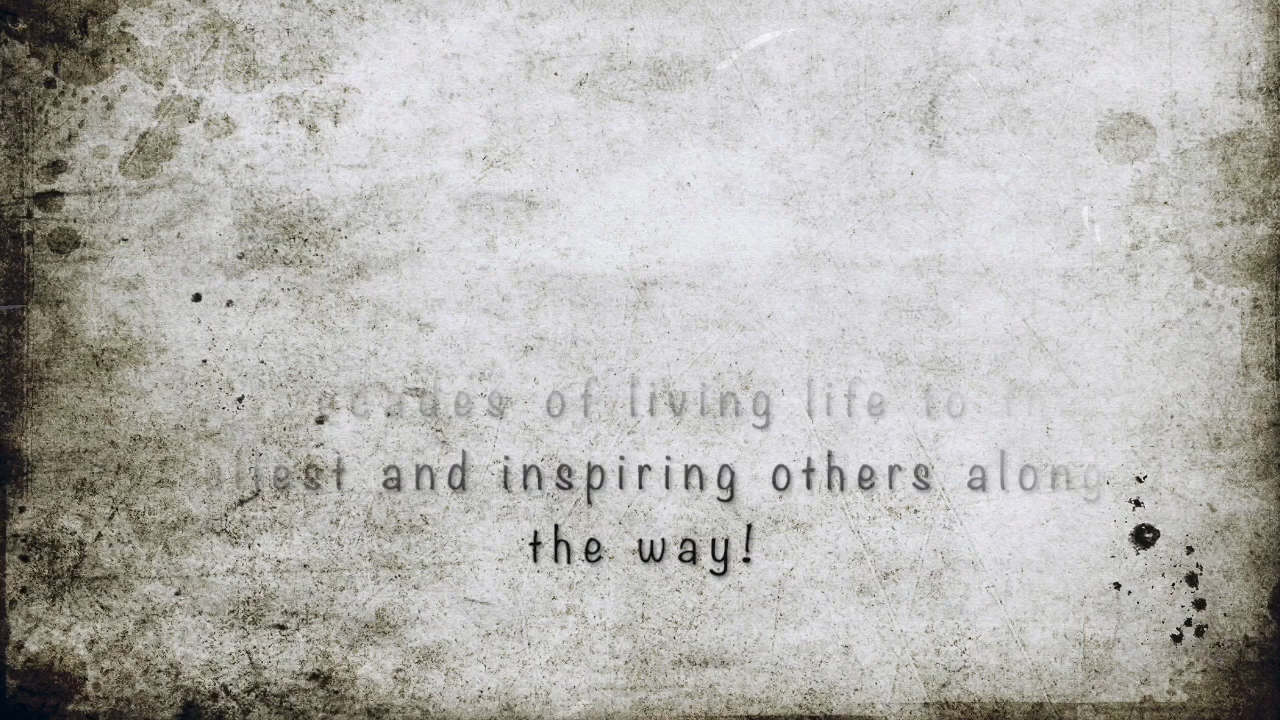 of living life to
and inspiring others along
the way!